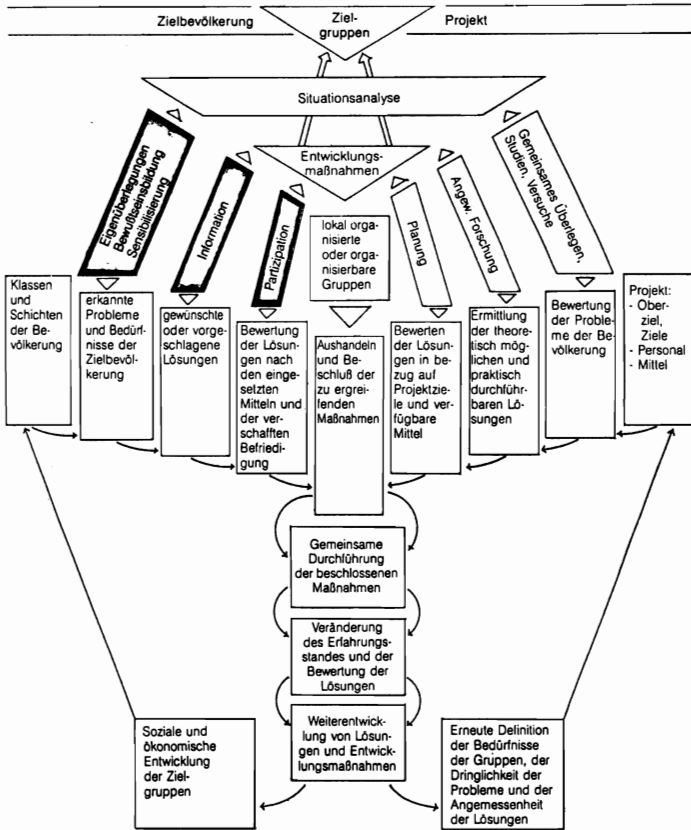 Zielbevölkerung
Ziel-
gruppen
Projekt
Situationsanalyse
Eigenüberlegungen
Bewußtseinsbildung
Sensibilisierung
Information
Partizipation
Entwicklungs-
maßnahmen
lokal orga-
nisierte
oder orga-
nisierbare
Gruppen
Planung
Angew. Forschung
Gemeinsames Überlegen,
Studien, Versuche
Klassen
und
Schichten
der Be-
völkerung
erkannte
Probleme
und Bedürf-
nisse der
Zielbevöl-
kerung
gewünschte
oder vorge-
schlagene
Lösungen
Bewertung
der Lösun-
gen nach
den einge-
setzten
Mitteln und
der ver-
schafften
Befriedi-
gung
Aushandeln
und Be-
schluß der
zu ergrei-
fenden
Maßnahmen
Bewerten
der Lösun-
gen in be-
zug auf
Projektziele
und ver-
fügbare
Mittel
Ermittlung
der theore-
tisch mög-
lichen und
praktisch
durchführ-
baren Lö-
sungen
Bewertung
der Proble-
me der Be-
völkerung
Projekt:
- Ober-
ziel,
Ziele
- Personal
- Mittel
Gemeinsame
Durchführung
der beschlossenen
Maßnahmen
Veränderung
des Erfahrungs-
standes und der
Bewertung der
Lösungen
Weiterentwick-
lung von Lösun-
gen und Entwick-
lungsmaßnahmen
Soziale und
ökonomische
Entwicklung
der Ziel-
gruppen
Erneute Definition
der Bedürfnisse
der Gruppen, der
Dringlichkeit der
Probleme und der
Angemessenheit
der Lösungen